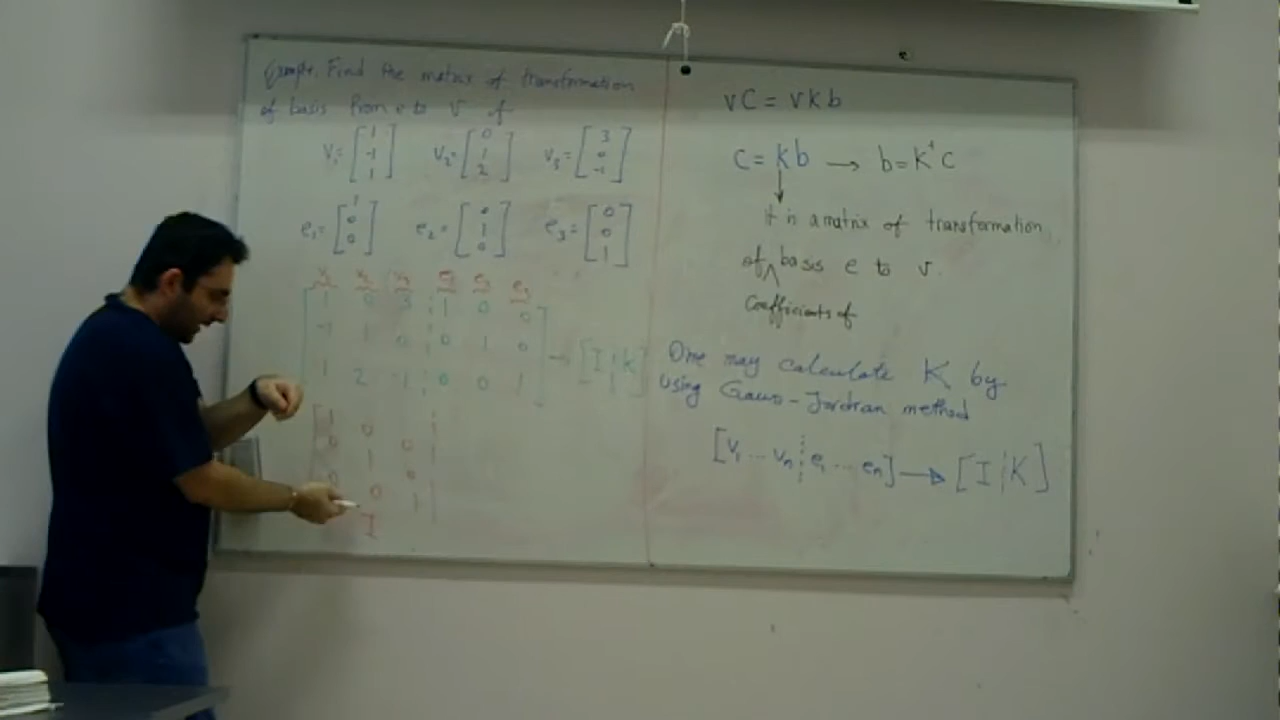 Example. Find the matrix of transformation
of basis from e to v of
V₁= [1 -1 1] V₂= [0 1 2] V₃= [3 0 -1]
e₁= [1 0 0] e₂= [0 1 0] e₃= [0 0 1]
v₁ v₂ v₃ e₁ e₂ e₃
1 0 3 ⋮ 1 0 0
-1 1 0 ⋮ 0 1 0 → [I ⋮ K]
1 2 -1 ⋮ 0 0 1
1 0 0
0 1 0
0 0 1
I
vC = vkb
C = kb → b = K⁻¹C
it is a matrix of transformation
of basis e to v.
Coefficients of
One may calculate K by
using Gauss-Jordran method
[v₁ ... vₙ ⋮ e₁ ... eₙ] → [I ⋮ K]